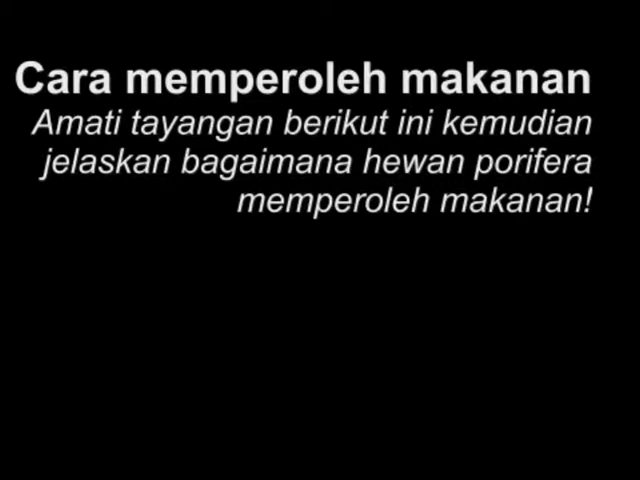 Cara memperoleh makanan
Amati tayangan berikut ini kemudian
jelaskan bagaimana hewan porifera
memperoleh makanan!